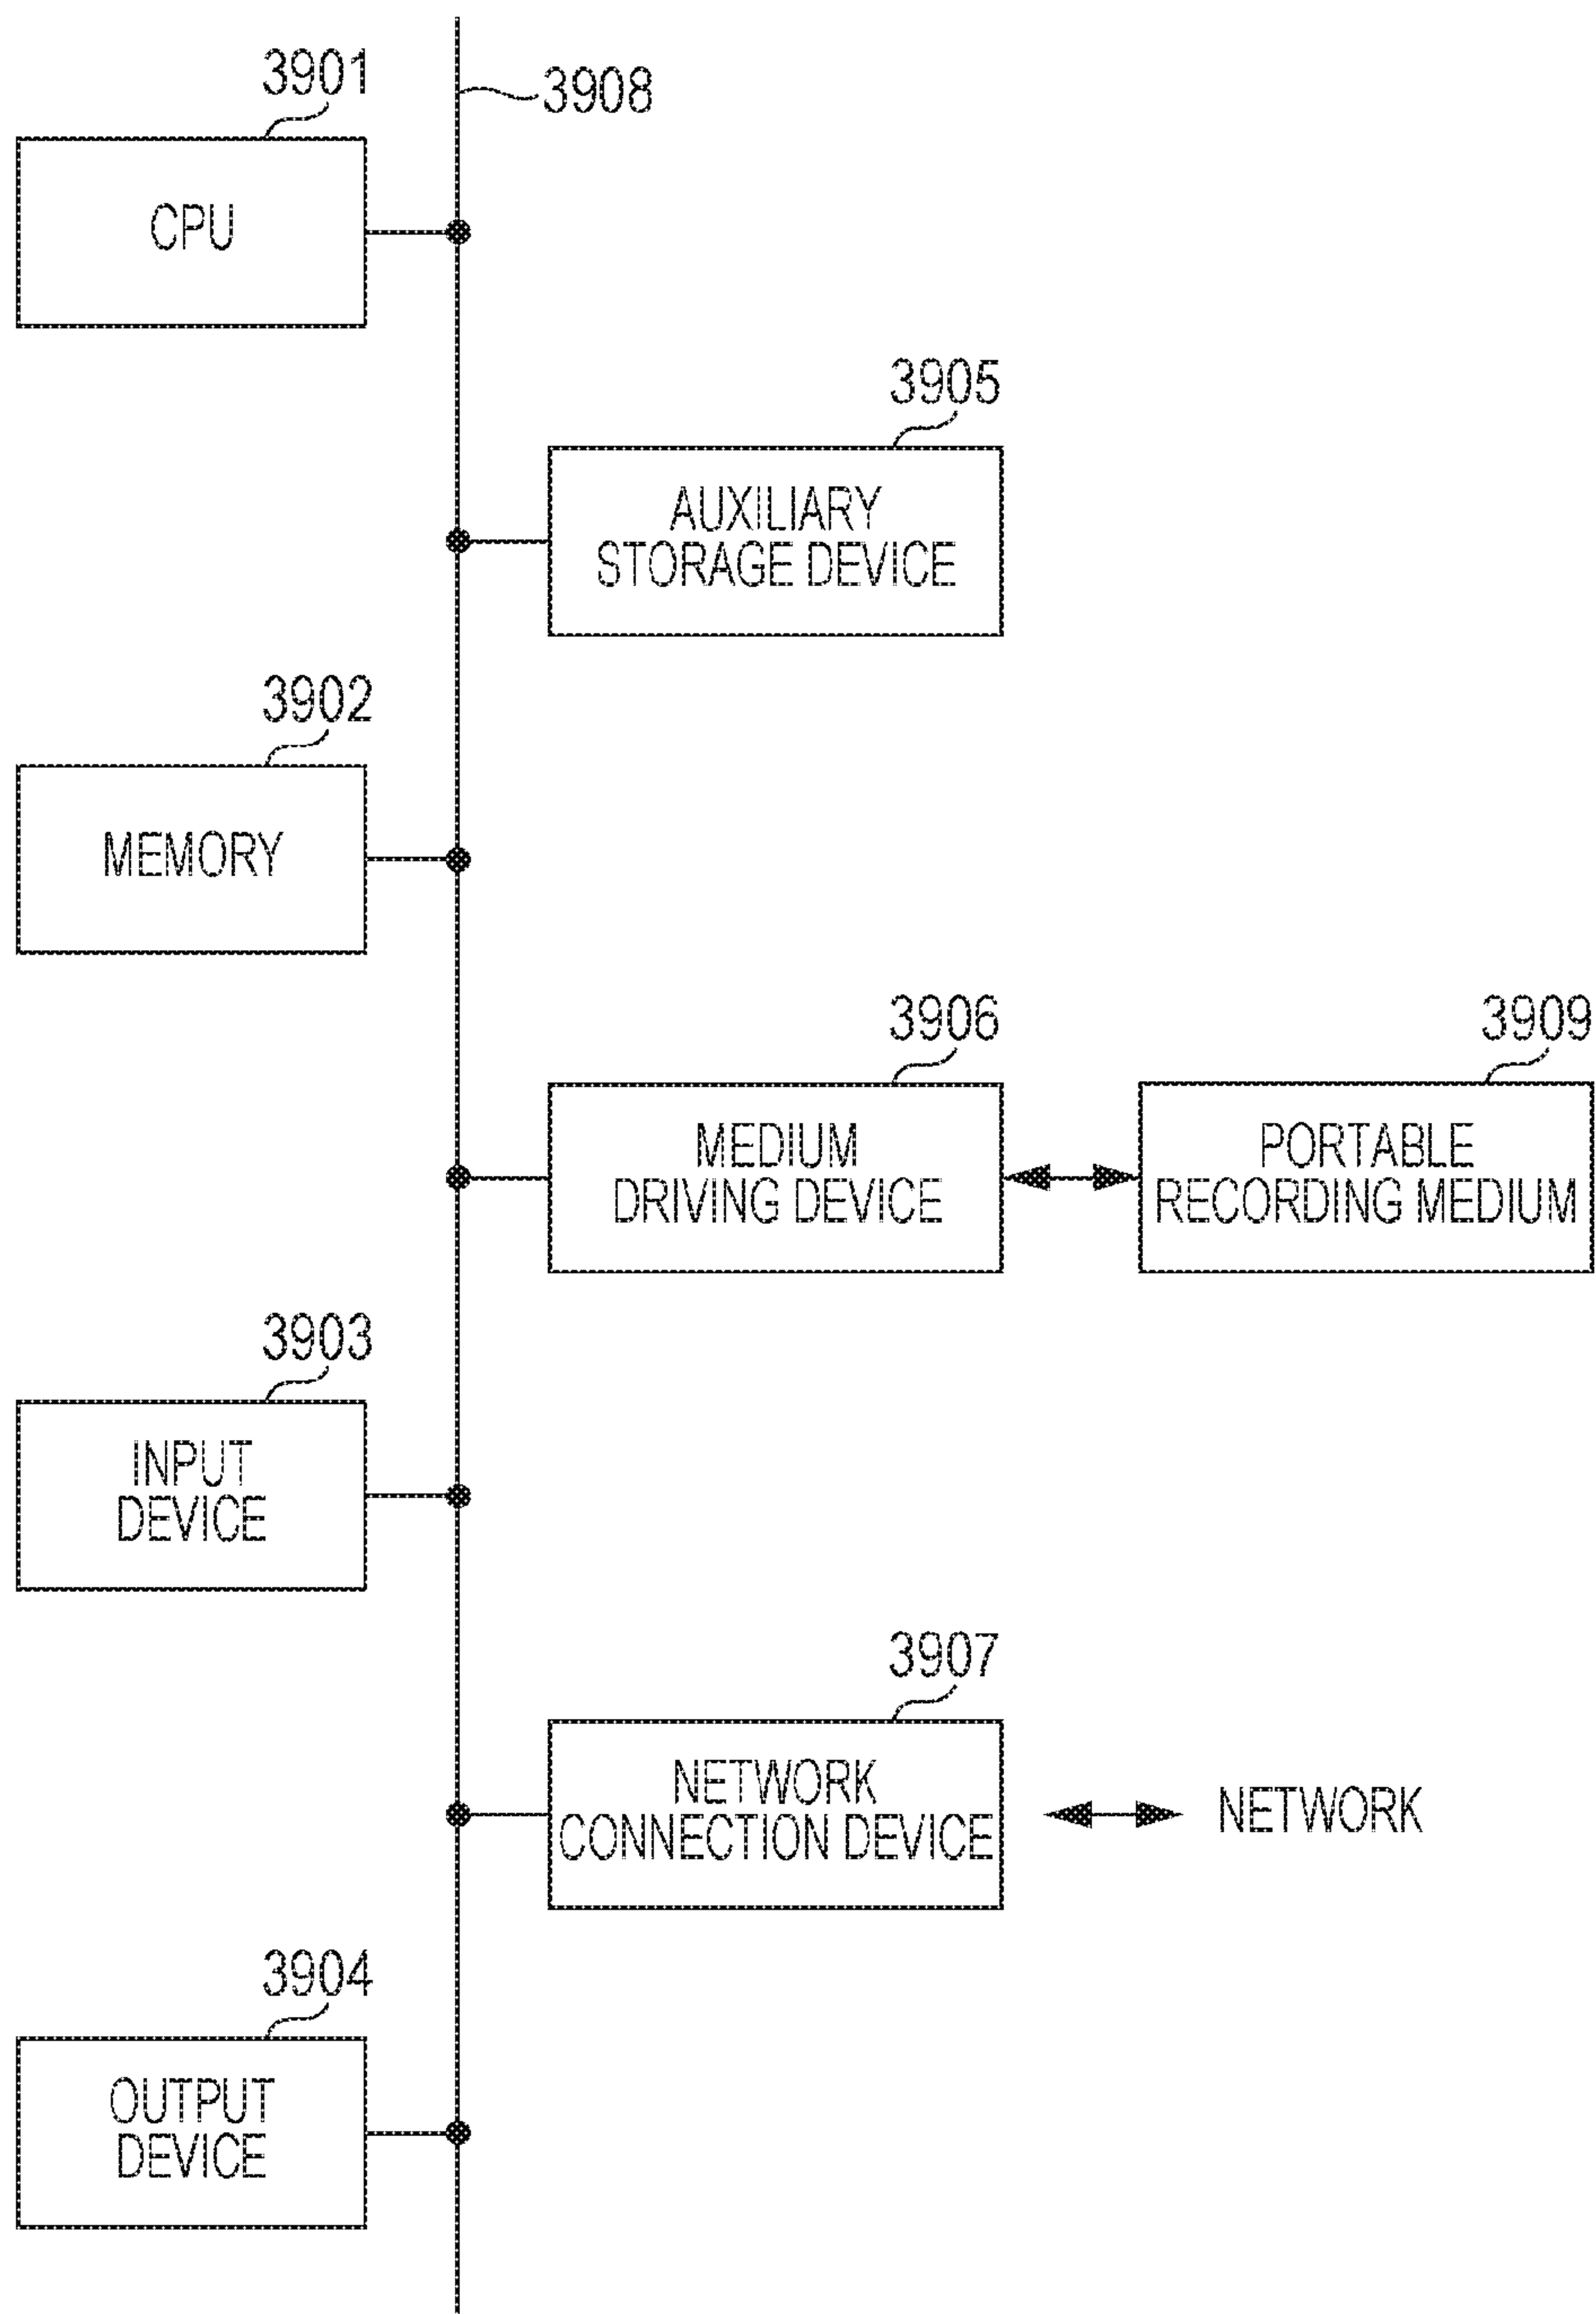 3901
3908
CPU
3905
AUXILIARY
STORAGE DEVICE
3902
MEMORY
3906
3909
MEDIUM
DRIVING DEVICE
PORTABLE
RECORDING MEDIUM
3903
INPUT
DEVICE
3907
NETWORK
CONNECTION DEVICE
NETWORK
3904
OUTPUT
DEVICE